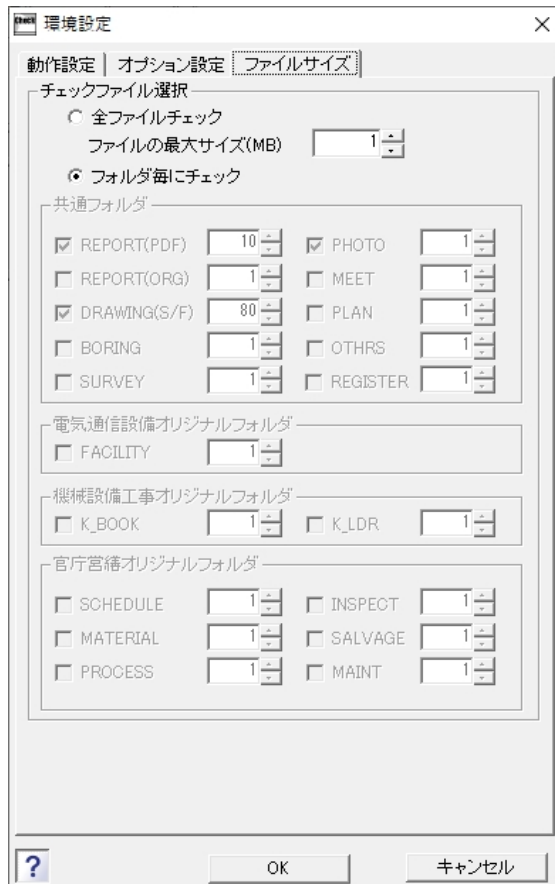 Check 環境設定
動作設定 オプション設定 ファイルサイズ
チェックファイル選択
全ファイルチェック
ファイルの最大サイズ(MB) 1
フォルダ毎にチェック
共通フォルダ
REPORT(PDF) 10 PHOTO 1
REPORT(ORG) 1 MEET 1
DRAWING(S/F) 80 PLAN 1
BORING 1 OTHRS 1
SURVEY 1 REGISTER 1
電気通信設備オリジナルフォルダ
FACILITY 1
機械設備工事オリジナルフォルダ
K_BOOK 1 K_LDR 1
官庁営繕オリジナルフォルダ
SCHEDULE 1 INSPECT 1
MATERIAL 1 SALVAGE 1
PROCESS 1 MAINT 1
? OK キャンセル